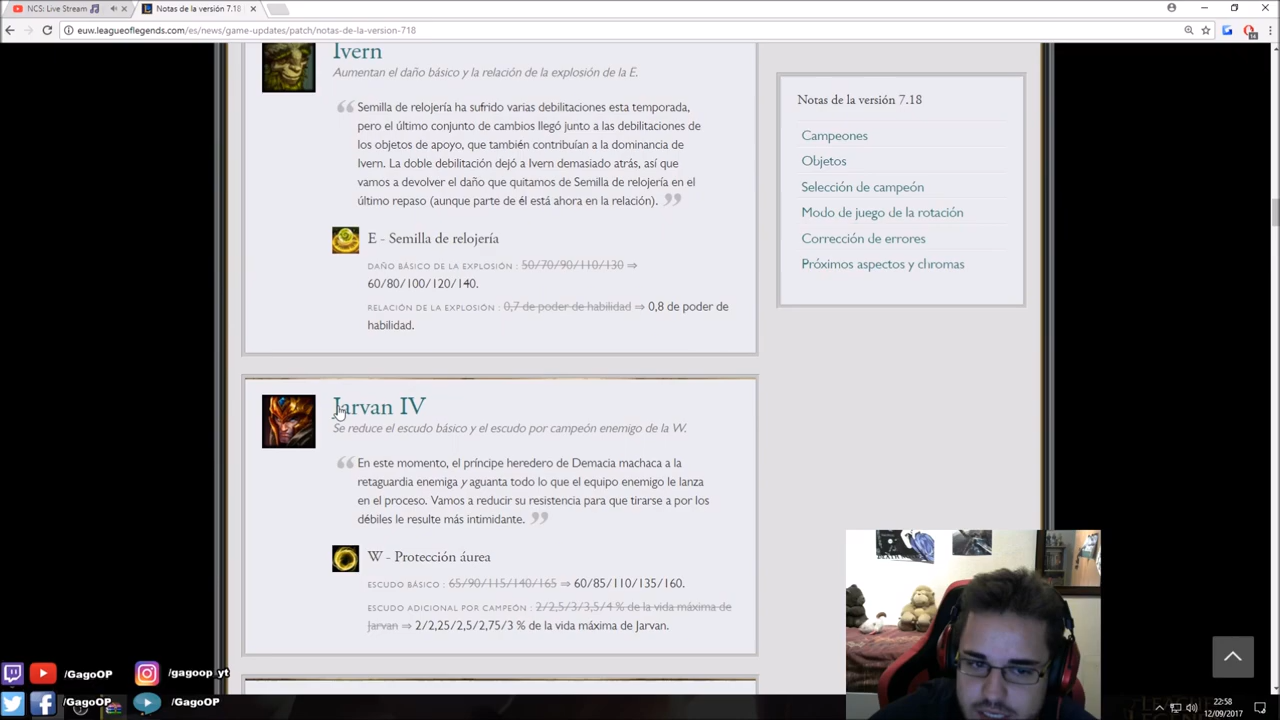 NCS: Live Stream
Notas de la versión 7.18
euw.leagueoflegends.com/es/news/game-updates/patch/notas-de-la-version-718
Ivern
Aumentan el daño básico y la relación de la explosión de la E.
Semilla de relojería ha sufrido varias debilitaciones esta temporada,
pero el último conjunto de cambios llegó junto a las debilitaciones de
los objetos de apoyo, que también contribuían a la dominancia de
Ivern. La doble debilitación dejó a Ivern demasiado atrás, así que
vamos a devolver el daño que quitamos de Semilla de relojería en el
último repaso (aunque parte de él está ahora en la relación).
E - Semilla de relojería
DAÑO BÁSICO DE LA EXPLOSIÓN : 50/70/90/110/130 ⇒
60/80/100/120/140.
RELACIÓN DE LA EXPLOSIÓN : 0,7 de poder de habilidad ⇒ 0,8 de poder de
habilidad.
Jarvan IV
Se reduce el escudo básico y el escudo por campeón enemigo de la W.
En este momento, el príncipe heredero de Demacia machaca a la
retaguardia enemiga y aguanta todo lo que el equipo enemigo le lanza
en el proceso. Vamos a reducir su resistencia para que tirarse a por los
débiles le resulte más intimidante.
W - Protección áurea
ESCUDO BÁSICO : 65/90/115/140/165 ⇒ 60/85/110/135/160.
ESCUDO ADICIONAL POR CAMPEÓN : 2/2,5/3/3,5/4 % de la vida máxima de
Jarvan ⇒ 2/2,25/2,5/2,75/3 % de la vida máxima de Jarvan.
Notas de la versión 7.18
Campeones
Objetos
Selección de campeón
Modo de juego de la rotación
Corrección de errores
Próximos aspectos y chromas
/GagoOP
/gagoop_yt
/GagoOP
/GagoOP
22:58
12/09/2017